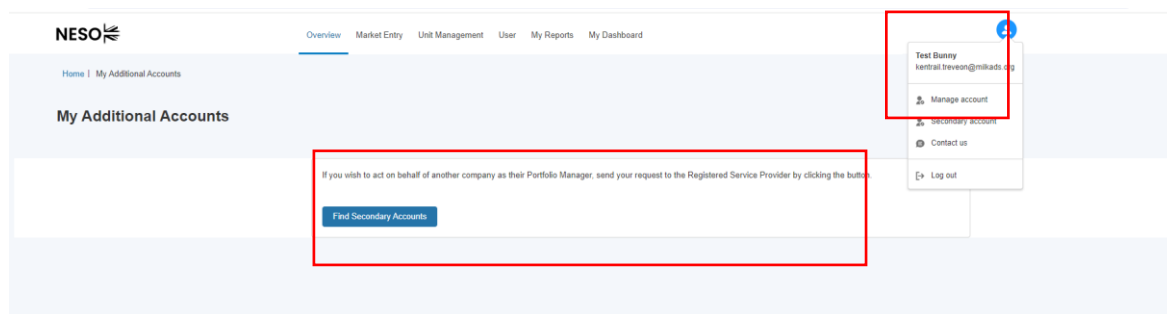 NESO
Overview Market Entry Unit Management User My Reports My Dashboard
Test Bunny
kentrail.treveon@milkads.org
Home | My Additional Accounts
Manage account
My Additional Accounts
Secondary account
Contact us
If you wish to act on behalf of another company as their Portfolio Manager, send your request to the Registered Service Provider by clicking the button.
Log out
Find Secondary Accounts